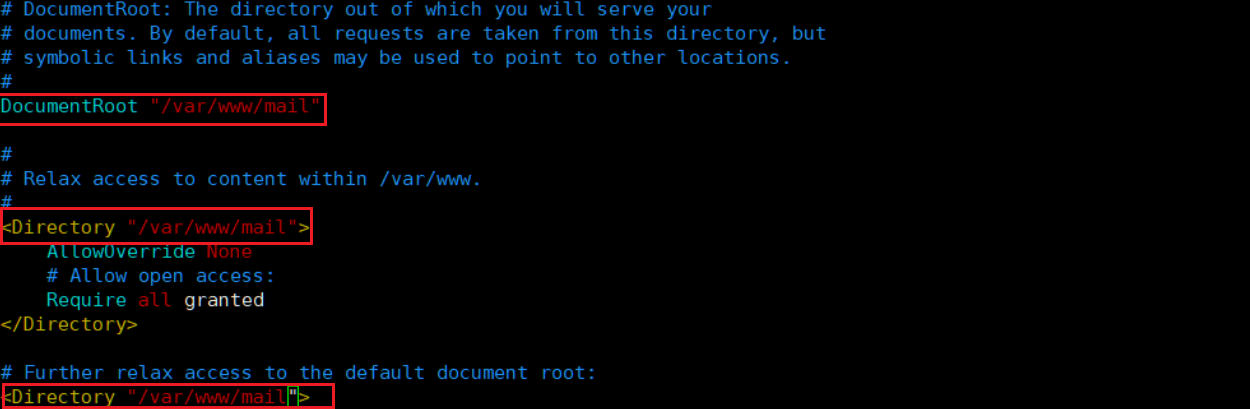 # DocumentRoot: The directory out of which you will serve your
# documents. By default, all requests are taken from this directory, but
# symbolic links and aliases may be used to point to other locations.
#
DocumentRoot "/var/www/mail"
#
# Relax access to content within /var/www.
#
<Directory "/var/www/mail">
    AllowOverride None
    # Allow open access:
    Require all granted
</Directory>
# Further relax access to the default document root:
<Directory "/var/www/mail">